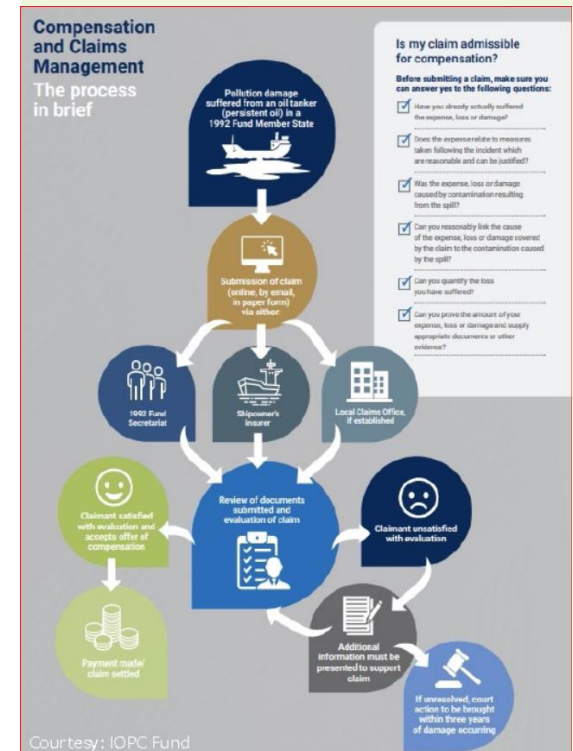 Compensation
and Claims
Management
The process
in brief
Pollution damage
suffered from an oil tanker
(persistent oil) in a
1992 Fund Member State
Submission of claim
(online, by email,
in paper form)
via either:
1992 Fund
Secretariat
Shipowner's
insurer
Local Claims Office,
if established
Review of documents
submitted and
evaluation of claim
Claimant satisfied
with evaluation and
accepts offer of
compensation
Claimant unsatisfied
with evaluation
Payment made/
claim settled
Additional
information must be
presented to support
claim
If unresolved, court
action to be brought
within three years
of damage occurring
Is my claim admissible
for compensation?
Before submitting a claim, make sure you
can answer yes to the following questions:
Have you already actually suffered
the expense, loss or damage?
Does the expense relate to measures
taken following the incident which
are reasonable and can be justified?
Was the expense, loss or damage
caused by contamination resulting
from the spill?
Can you reasonably link the cause
of the expense, loss or damage covered
by the claim to the contamination caused
by the spill?
Can you quantify the loss
you have suffered?
Can you prove the amount of your
expense, loss or damage and supply
appropriate documents or other
evidence?
Courtesy: IOPC Fund